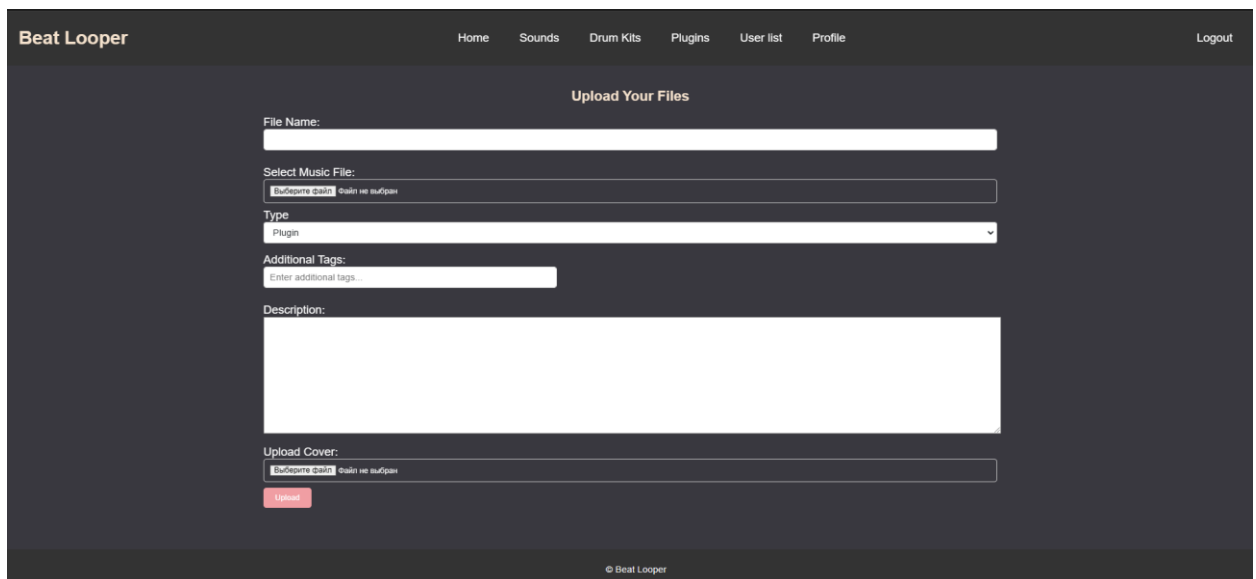 Beat Looper
Home Sounds Drum Kits Plugins User list Profile Logout
Upload Your Files
File Name:
Select Music File:
Выберите файл Файл не выбран
Type
Plugin
Additional Tags:
Enter additional tags...
Description:
Upload Cover:
Выберите файл Файл не выбран
Upload
© Beat Looper